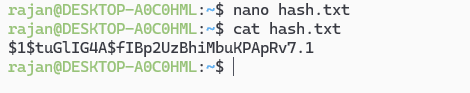 rajan@DESKTOP-A0C0HML:~$ nano hash.txt
rajan@DESKTOP-A0C0HML:~$ cat hash.txt
$1$tuGlIG4A$fIBp2UzBhiMbuKPApRv7.1
rajan@DESKTOP-A0C0HML:~$